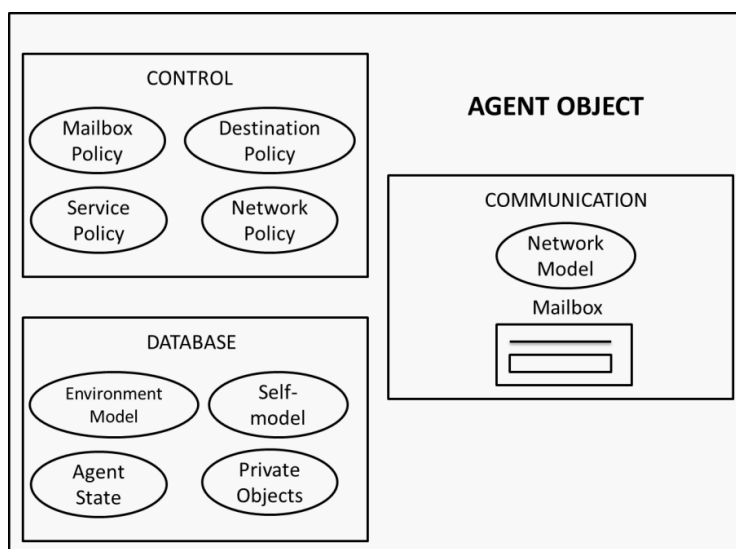 CONTROL
Mailbox
Policy
Destination
Policy
Service
Policy
Network
Policy
AGENT OBJECT
COMMUNICATION
Network
Model
Mailbox
DATABASE
Environment
Model
Self-
model
Agent
State
Private
Objects